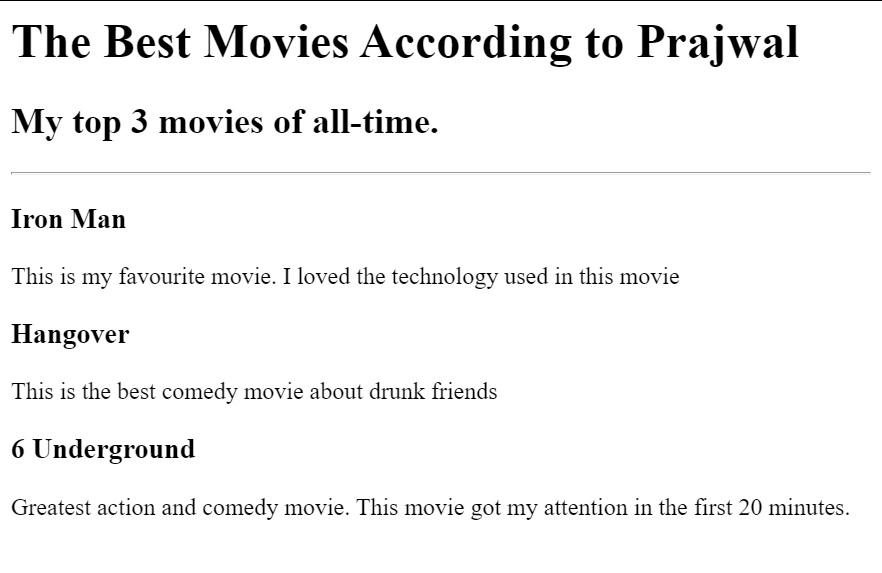 The Best Movies According to Prajwal
My top 3 movies of all-time.
Iron Man
This is my favourite movie. I loved the technology used in this movie
Hangover
This is the best comedy movie about drunk friends
6 Underground
Greatest action and comedy movie. This movie got my attention in the first 20 minutes.